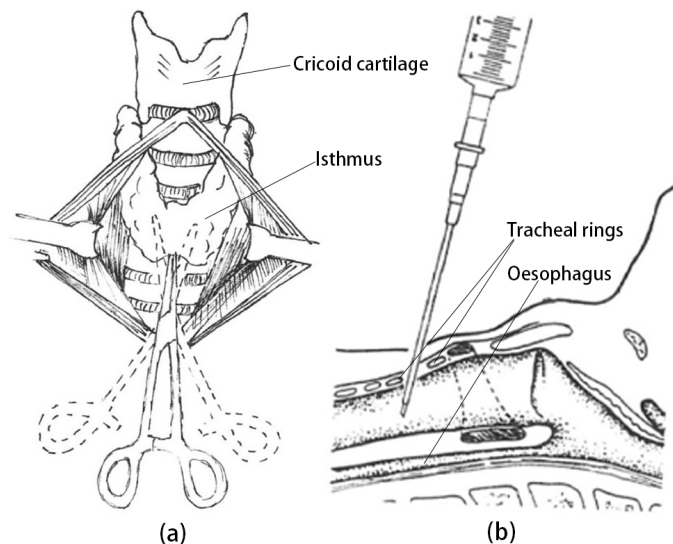 Cricoid cartilage
Isthmus
Tracheal rings
Oesophagus
(a)
(b)